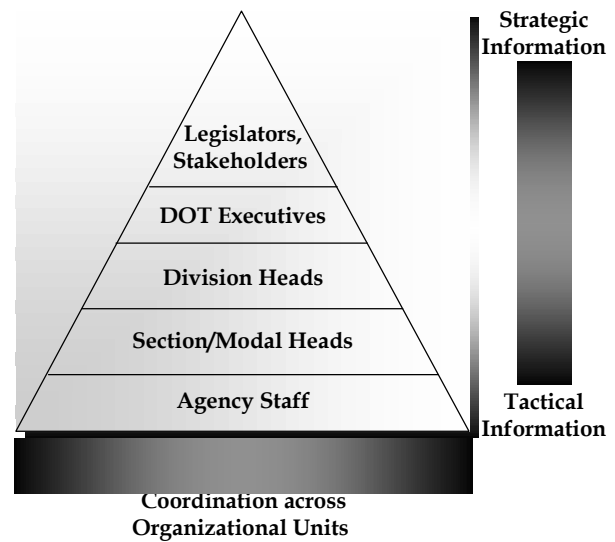 Strategic
Information
Legislators,
Stakeholders
DOT Executives
Division Heads
Section/Modal Heads
Agency Staff
Tactical
Information
Coordination across
Organizational Units